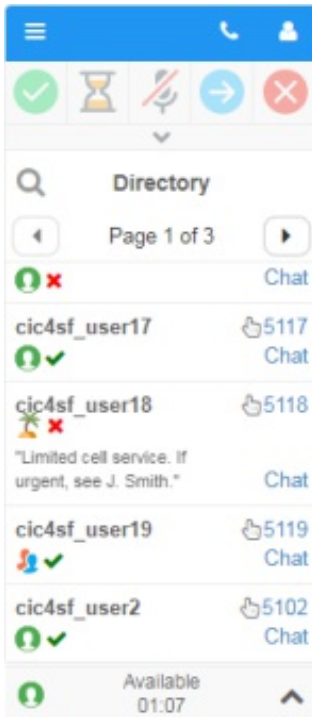 Directory
Page 1 of 3
Chat
cic4sf_user17 5117
Chat
cic4sf_user18 5118
"Limited cell service. If
urgent, see J. Smith." Chat
cic4sf_user19 5119
Chat
cic4sf_user2 5102
Chat
Available
01:07